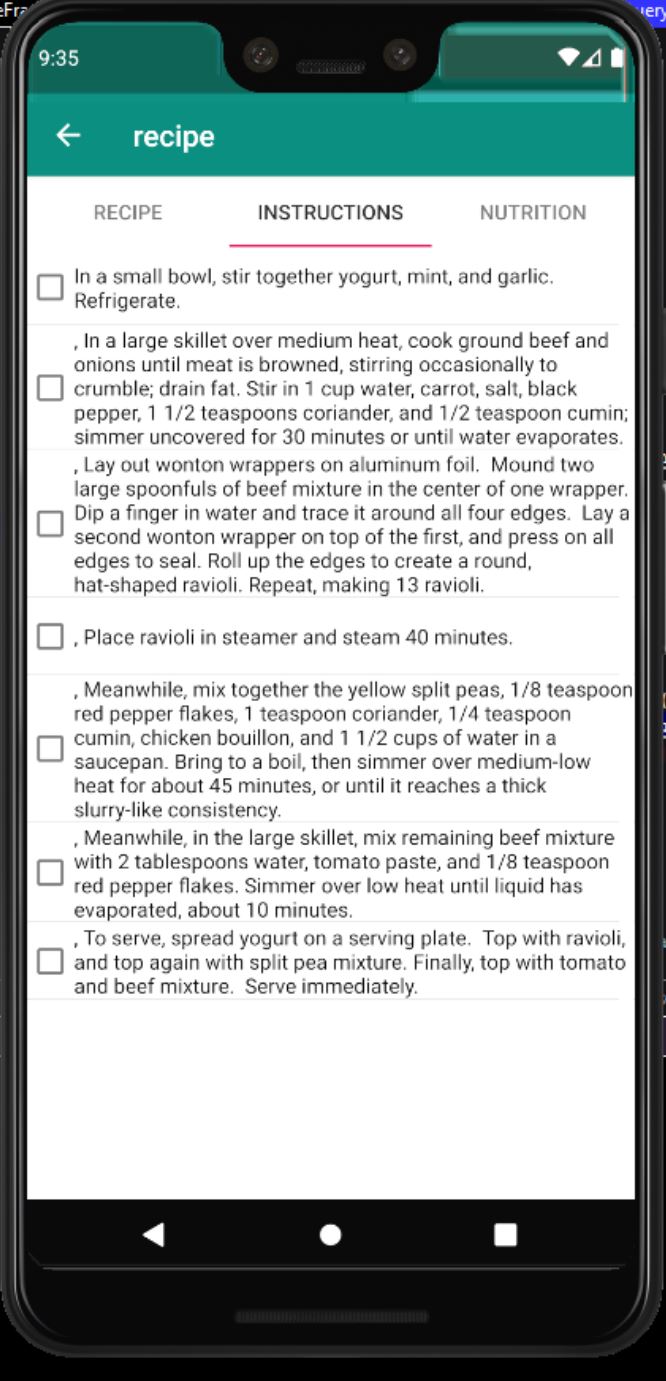 eFra
uery
9:35
recipe
RECIPE INSTRUCTIONS NUTRITION
In a small bowl, stir together yogurt, mint, and garlic.
Refrigerate.
, In a large skillet over medium heat, cook ground beef and
onions until meat is browned, stirring occasionally to
crumble; drain fat. Stir in 1 cup water, carrot, salt, black
pepper, 1 1/2 teaspoons coriander, and 1/2 teaspoon cumin;
simmer uncovered for 30 minutes or until water evaporates.
, Lay out wonton wrappers on aluminum foil.  Mound two
large spoonfuls of beef mixture in the center of one wrapper.
Dip a finger in water and trace it around all four edges.  Lay a
second wonton wrapper on top of the first, and press on all
edges to seal. Roll up the edges to create a round,
hat-shaped ravioli. Repeat, making 13 ravioli.
, Place ravioli in steamer and steam 40 minutes.
, Meanwhile, mix together the yellow split peas, 1/8 teaspoon
red pepper flakes, 1 teaspoon coriander, 1/4 teaspoon
cumin, chicken bouillon, and 1 1/2 cups of water in a
saucepan. Bring to a boil, then simmer over medium-low
heat for about 45 minutes, or until it reaches a thick
slurry-like consistency.
, Meanwhile, in the large skillet, mix remaining beef mixture
with 2 tablespoons water, tomato paste, and 1/8 teaspoon
red pepper flakes. Simmer over low heat until liquid has
evaporated, about 10 minutes.
, To serve, spread yogurt on a serving plate.  Top with ravioli,
and top again with split pea mixture. Finally, top with tomato
and beef mixture.  Serve immediately.